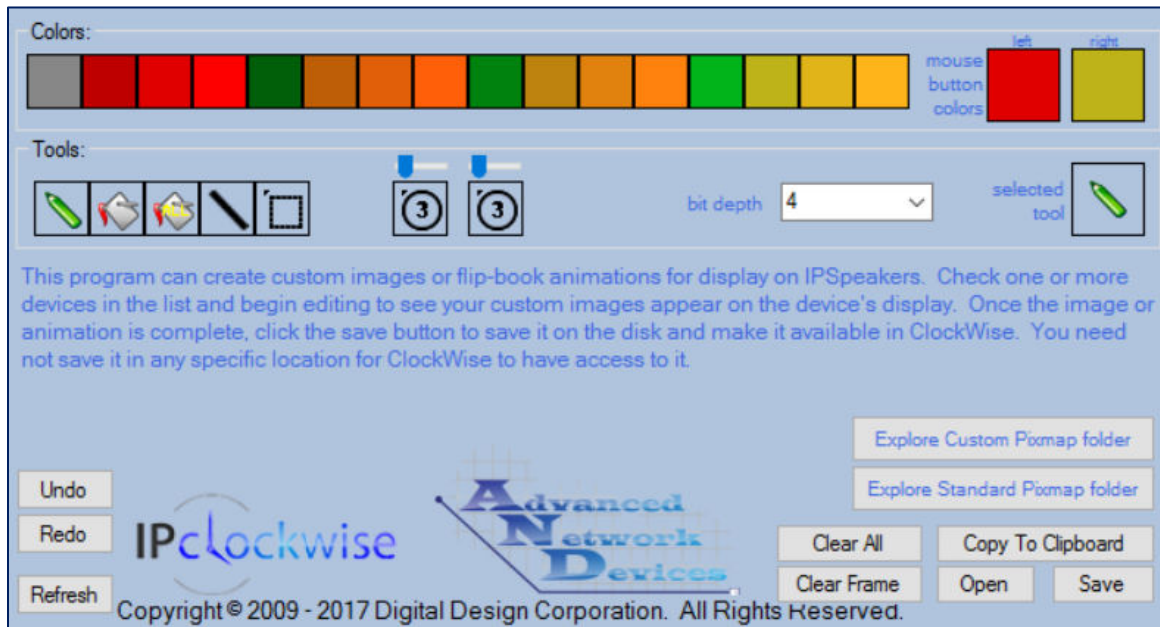 Colors:
left right
mouse
button
colors
Tools:
3 3
bit depth 4
selected
tool
This program can create custom images or flip-book animations for display on IPSpeakers. Check one or more
devices in the list and begin editing to see your custom images appear on the device's display. Once the image or
animation is complete, click the save button to save it on the disk and make it available in ClockWise. You need
not save it in any specific location for ClockWise to have access to it.
Explore Custom Pixmap folder
Explore Standard Pixmap folder
Undo
Redo
Refresh
IPclockwise
Advanced
Network
Devices
Clear All Copy To Clipboard
Clear Frame Open Save
Copyright © 2009 - 2017 Digital Design Corporation. All Rights Reserved.